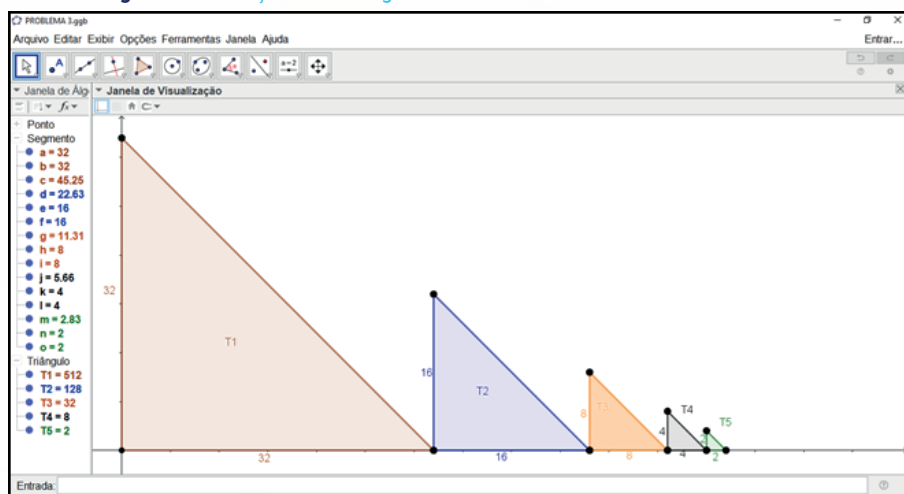 PROBLEMA 3.ggb
Arquivo Editar Exibir Opções Ferramentas Janela Ajuda
Entrar...
A
a=2
Janela de Álg
Janela de Visualização
Ponto
Segmento
a = 32
b = 32
c = 45.25
d = 22.63
e = 16
f = 16
g = 11.31
h = 8
i = 8
j = 5.66
k = 4
l = 4
m = 2.83
n = 2
o = 2
Triângulo
T1 = 512
T2 = 128
T3 = 32
T4 = 8
T5 = 2
32
T1
32
16
T2
16
8
T3
8
4
T4
4
2
T5
2
Entrada: